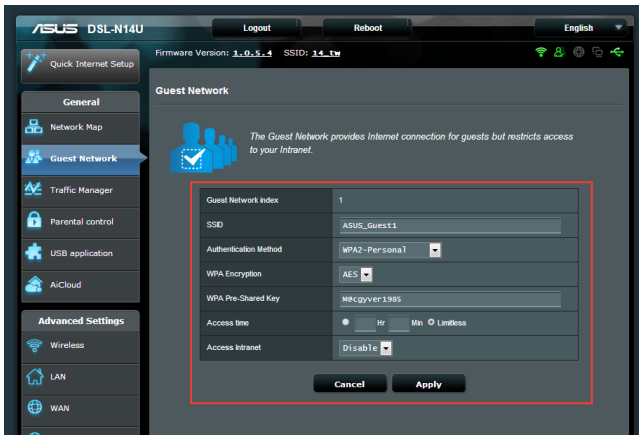 ASUS DSL-N14U
Logout
Reboot
English
Quick Internet Setup
Firmware Version: 1.0.5.4 SSID: 14_tw
General
Network Map
Guest Network
Traffic Manager
Parental control
USB application
AiCloud
Advanced Settings
Wireless
LAN
WAN
Guest Network
The Guest Network provides Internet connection for guests but restricts access
to your Intranet.
Guest Network index 1
SSID ASUS_Guest1
Authentication Method WPA2-Personal
WPA Encryption AES
WPA Pre-Shared Key M@cgyver1985
Access time Hr Min Limitless
Access Intranet Disable
Cancel Apply